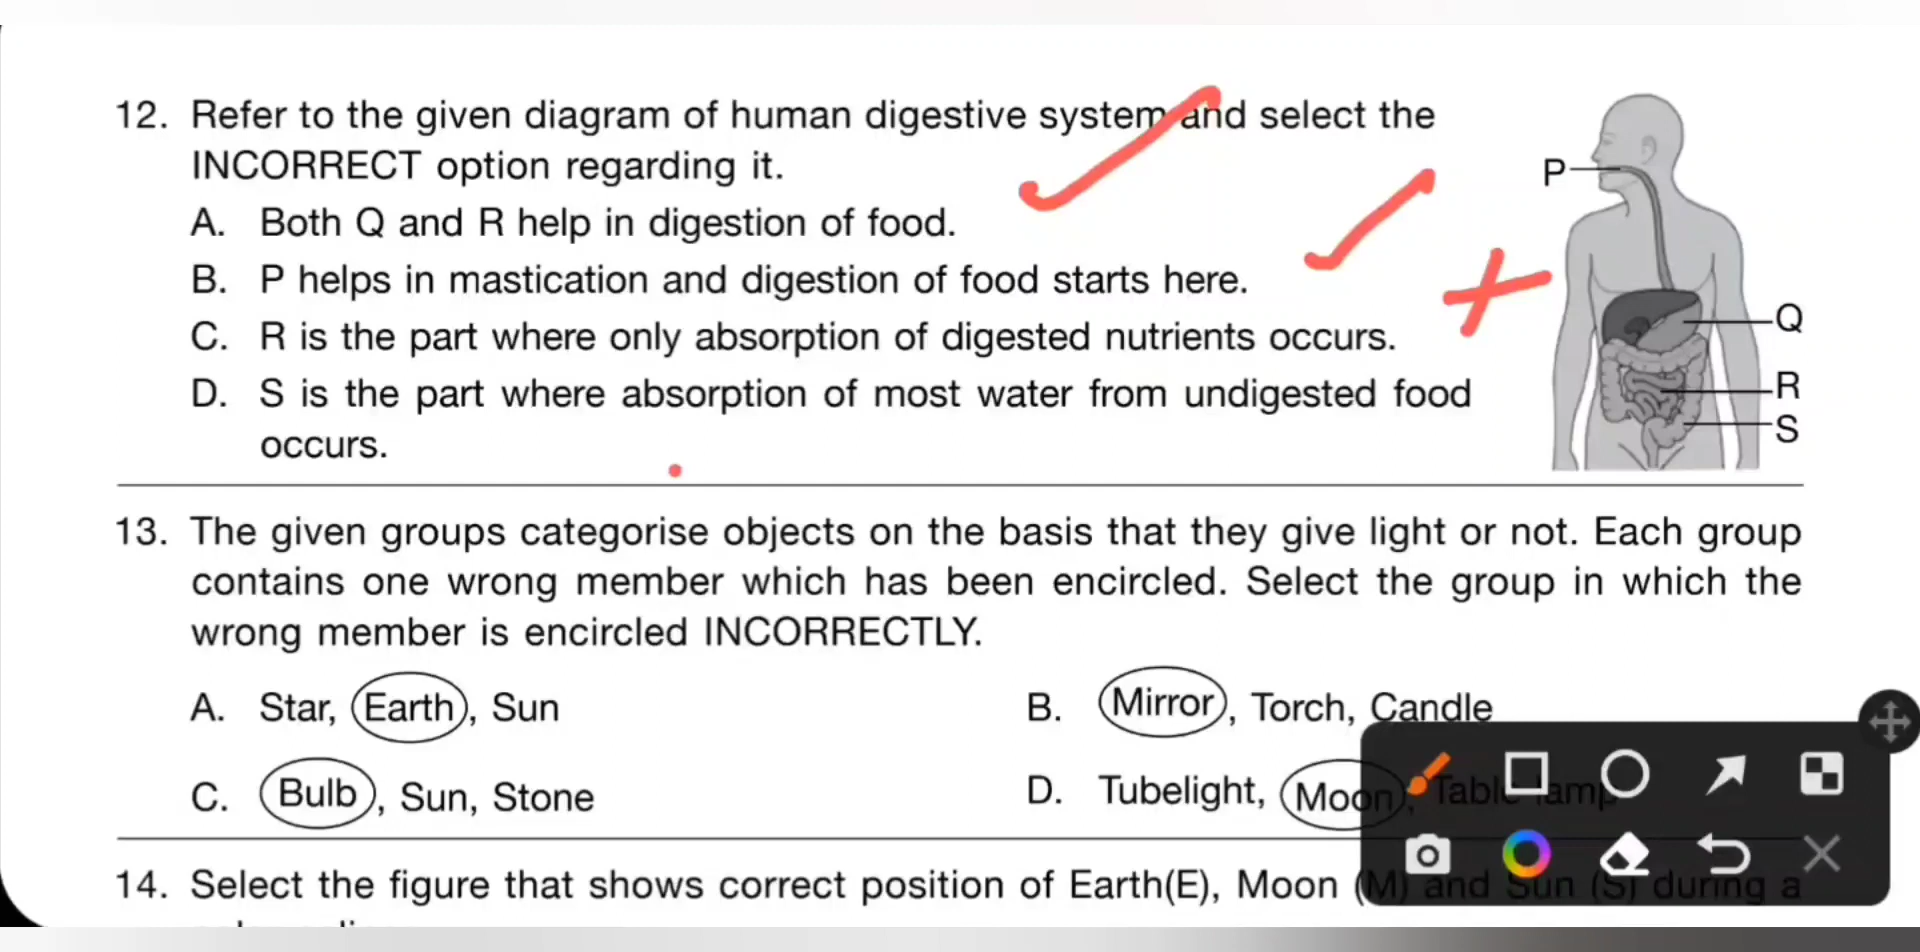 12. Refer to the given diagram of human digestive system and select the
INCORRECT option regarding it.
A. Both Q and R help in digestion of food.
B. P helps in mastication and digestion of food starts here.
C. R is the part where only absorption of digested nutrients occurs.
D. S is the part where absorption of most water from undigested food
occurs.
P
Q
R
S
13. The given groups categorise objects on the basis that they give light or not. Each group
contains one wrong member which has been encircled. Select the group in which the
wrong member is encircled INCORRECTLY.
A. Star, Earth, Sun
B. Mirror, Torch, Candle
C. Bulb, Sun, Stone
D. Tubelight, Moon, Table lamp
14. Select the figure that shows correct position of Earth(E), Moon (M) and Sun (S) during a